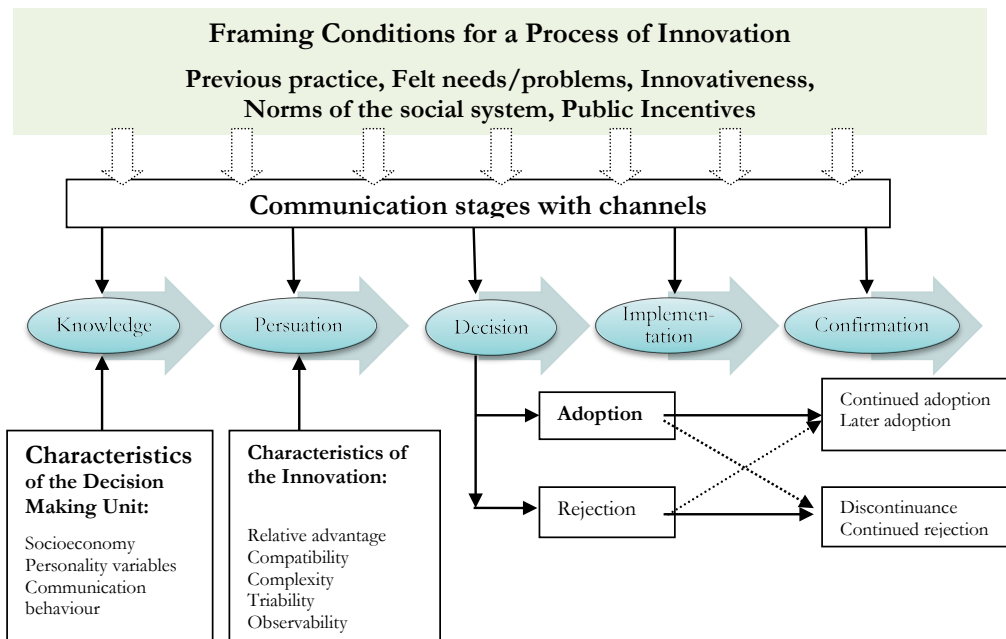 Framing Conditions for a Process of Innovation
Previous practice, Felt needs/problems, Innovativeness,
Norms of the social system, Public Incentives
Communication stages with channels
Knowledge
Persuation
Decision
Implemen-
tation
Confirmation
Characteristics
of the Decision
Making Unit:
Socioeconomy
Personality variables
Communication
behaviour
Characteristics of
the Innovation:
Relative advantage
Compatibility
Complexity
Triability
Observability
Adoption
Rejection
Continued adoption
Later adoption
Discontinuance
Continued rejection